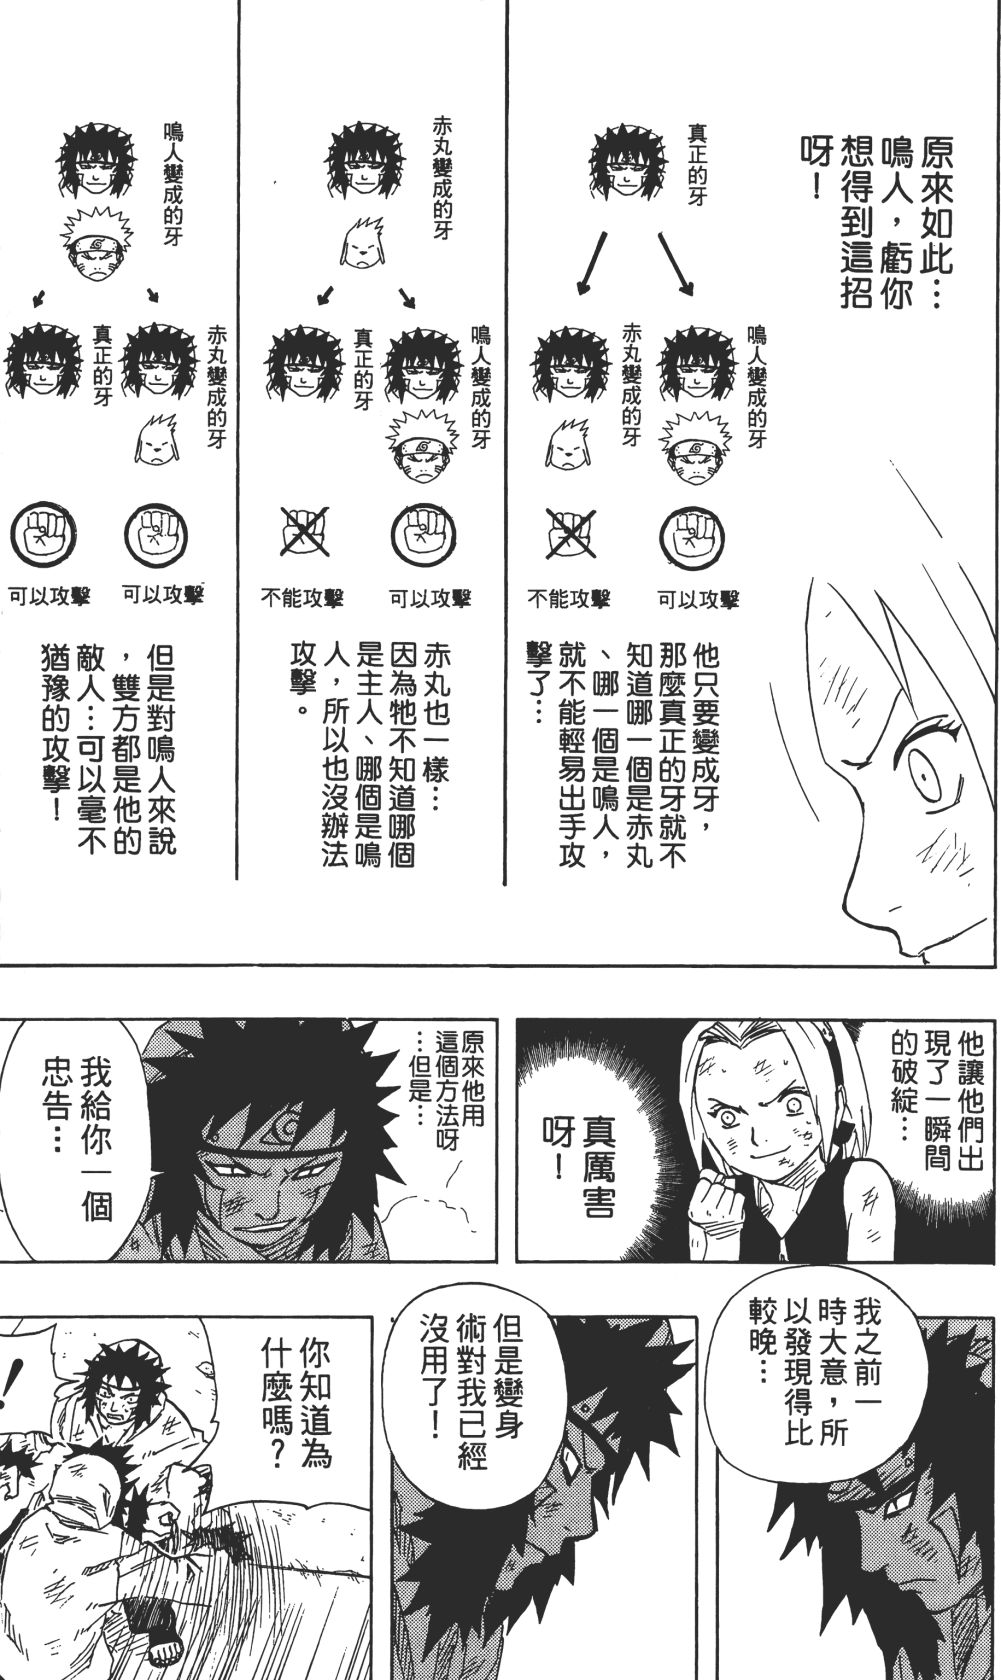 原來如此…
鳴人，虧你
想得到這招
呀！
真正的牙
鳴人變成的牙
赤丸變成的牙
可以攻擊
不能攻擊
他只要變成牙，
那麼真正的牙就不
知道哪一個是赤丸
、哪一個是鳴人，
就不能輕易出手攻
擊了…
赤丸變成的牙
鳴人變成的牙
真正的牙
可以攻擊
不能攻擊
赤丸也一樣…
因為牠不知道哪個
是主人、哪個是鳴
人，所以也沒辦法
攻擊。
鳴人變成的牙
赤丸變成的牙
真正的牙
可以攻擊
可以攻擊
但是對鳴人來說
，雙方都是他的
敵人…可以毫不
猶豫的攻擊！
他讓他們出
現了一瞬間
的破綻…
真厲害
呀！
原來他用
這個方法呀
…但是…
我給你一個
忠告…
我之前一
時大意，所
以發現得比
較晚…
但是變身
術對我已經
沒用了！
你知道為
什麼嗎？
！